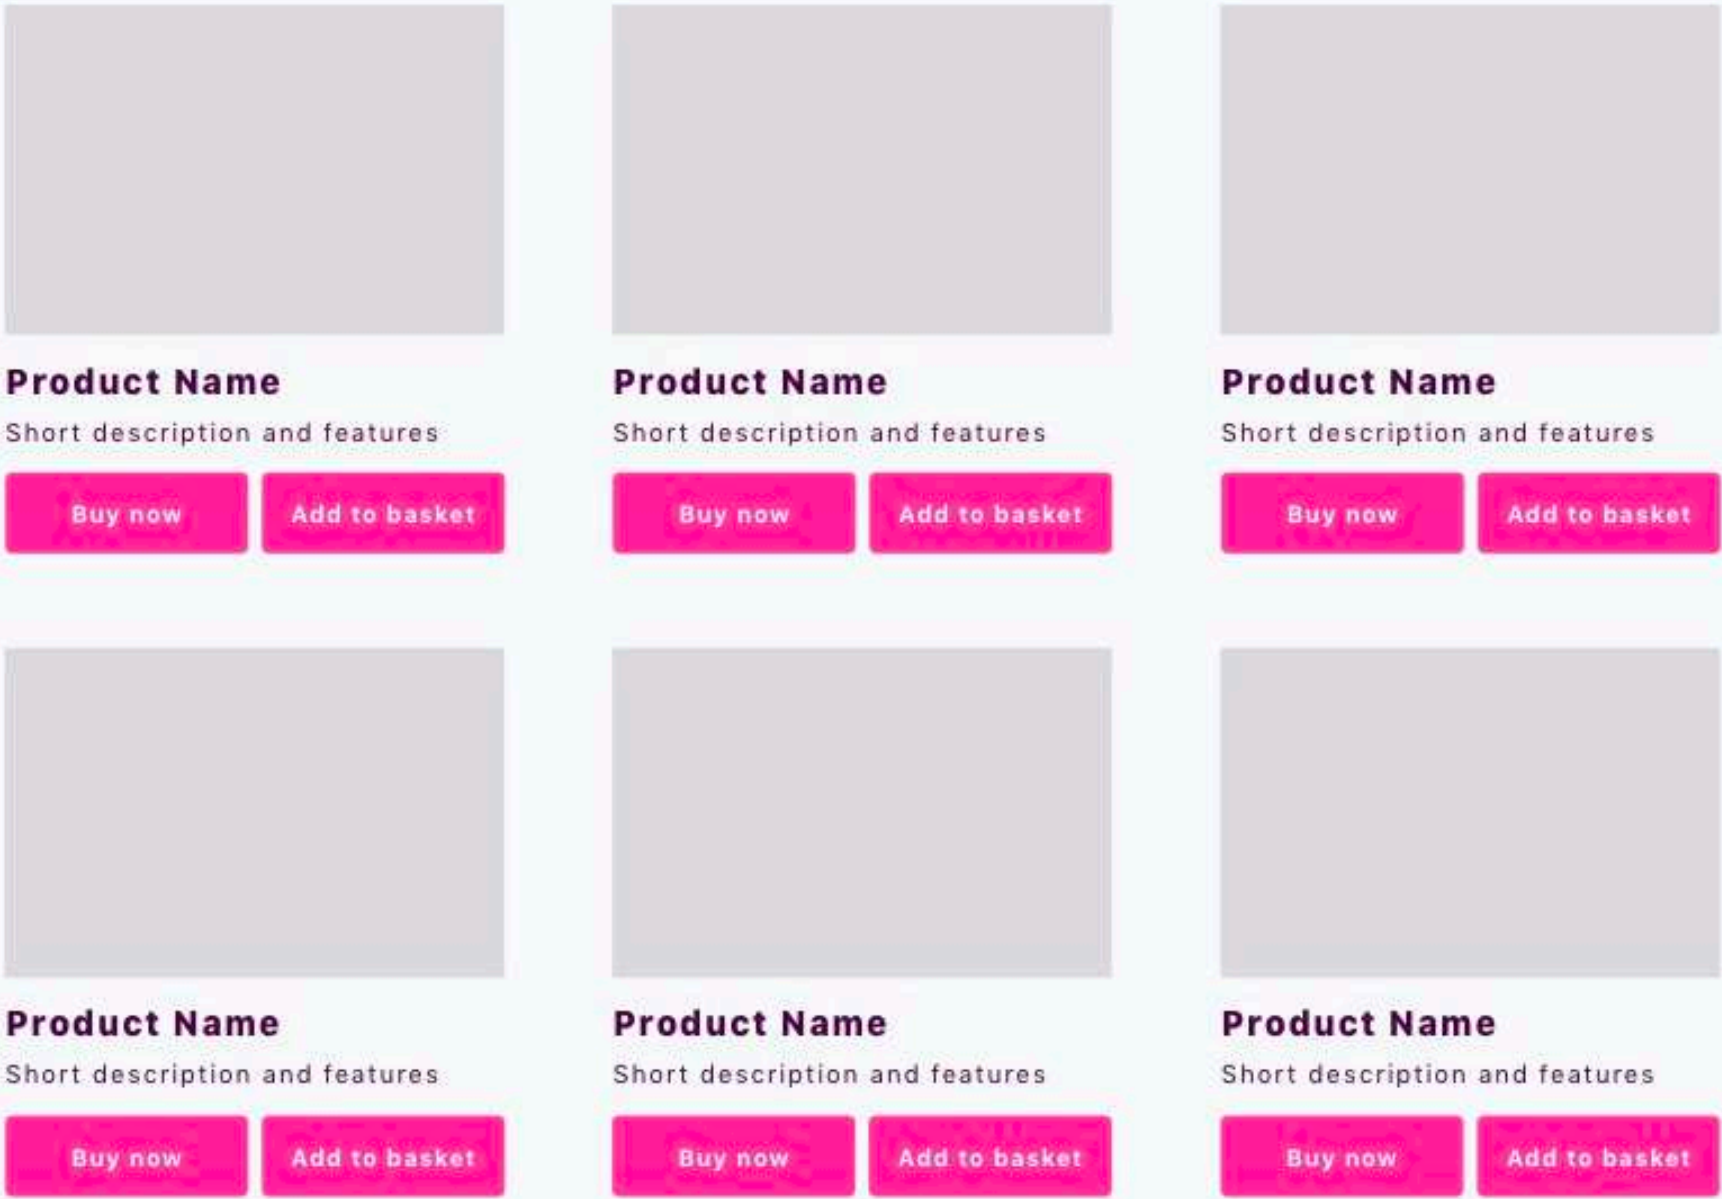 Product Name Product Name Product Name
Short description and features Short description and features Short description and features
Buy now Add to basket Buy now Add to basket Buy now Add to basket
Product Name Product Name Product Name
Short description and features Short description and features Short description and features
Buy now Add to basket Buy now Add to basket Buy now Add to basket